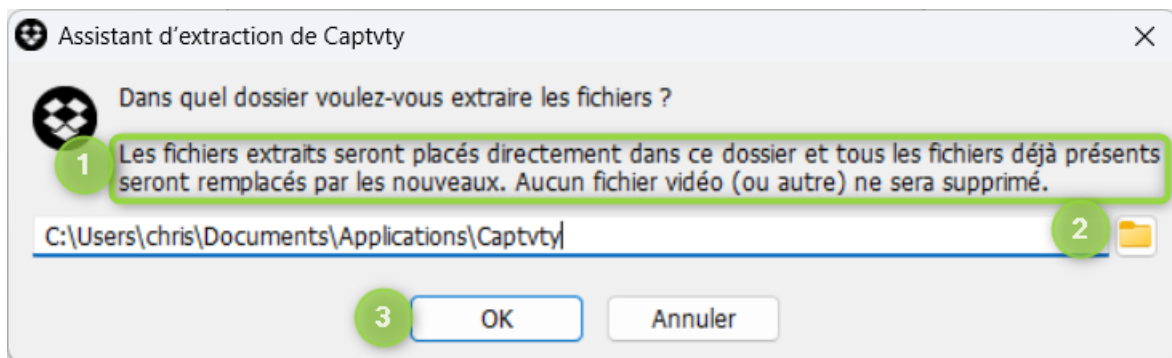 Assistant d’extraction de Captvty
Dans quel dossier voulez-vous extraire les fichiers ?
1
Les fichiers extraits seront placés directement dans ce dossier et tous les fichiers déjà présents
seront remplacés par les nouveaux. Aucun fichier vidéo (ou autre) ne sera supprimé.
C:\Users\chris\Documents\Applications\Captvty
2
3
OK
Annuler